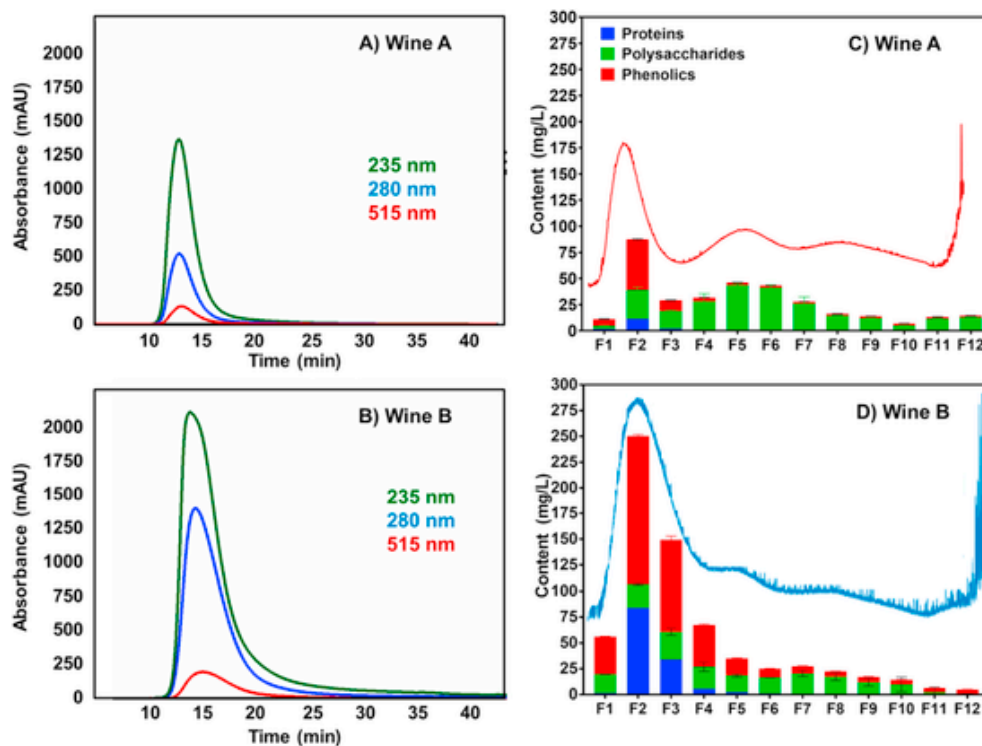 A) Wine A
Absorbance (mAU)
2000
1750
1500
1250
1000
750
500
250
0
235 nm
280 nm
515 nm
10 15 20 25 30 35 40
Time (min)
C) Wine A
Content (mg/L)
300
275
250
225
200
175
150
125
100
75
50
25
0
Proteins
Polysaccharides
Phenolics
F1 F2 F3 F4 F5 F6 F7 F8 F9 F10 F11 F12
B) Wine B
Absorbance (mAU)
2000
1750
1500
1250
1000
750
500
250
0
235 nm
280 nm
515 nm
10 15 20 25 30 35 40
Time (min)
D) Wine B
Content (mg/L)
300
275
250
225
200
175
150
125
100
75
50
25
0
F1 F2 F3 F4 F5 F6 F7 F8 F9 F10 F11 F12